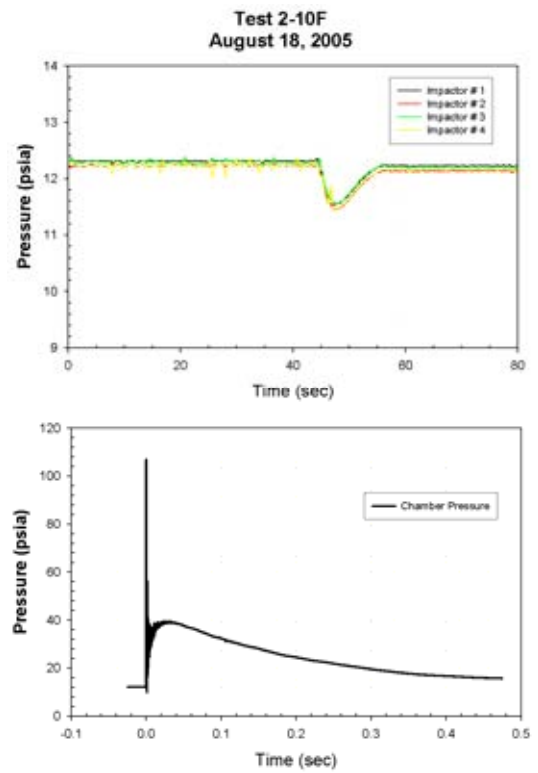 Test 2-10F
August 18, 2005
14
13
12
11
10
9
Pressure (psia)
Impactor # 1
Impactor # 2
Impactor # 3
Impactor # 4
0 20 40 60 80
Time (sec)
120
100
80
60
40
20
0
Pressure (psia)
Chamber Pressure
-0.1 0.0 0.1 0.2 0.3 0.4 0.5
Time (sec)